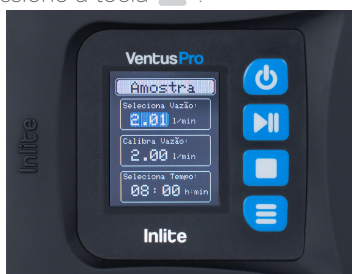 VentusPro
Amostra
Seleciona Vazão:
2.01 l/min
Calibra Vazão:
2.00 l/min
Seleciona Tempo:
08:00 h:min
Inlite
Inlite